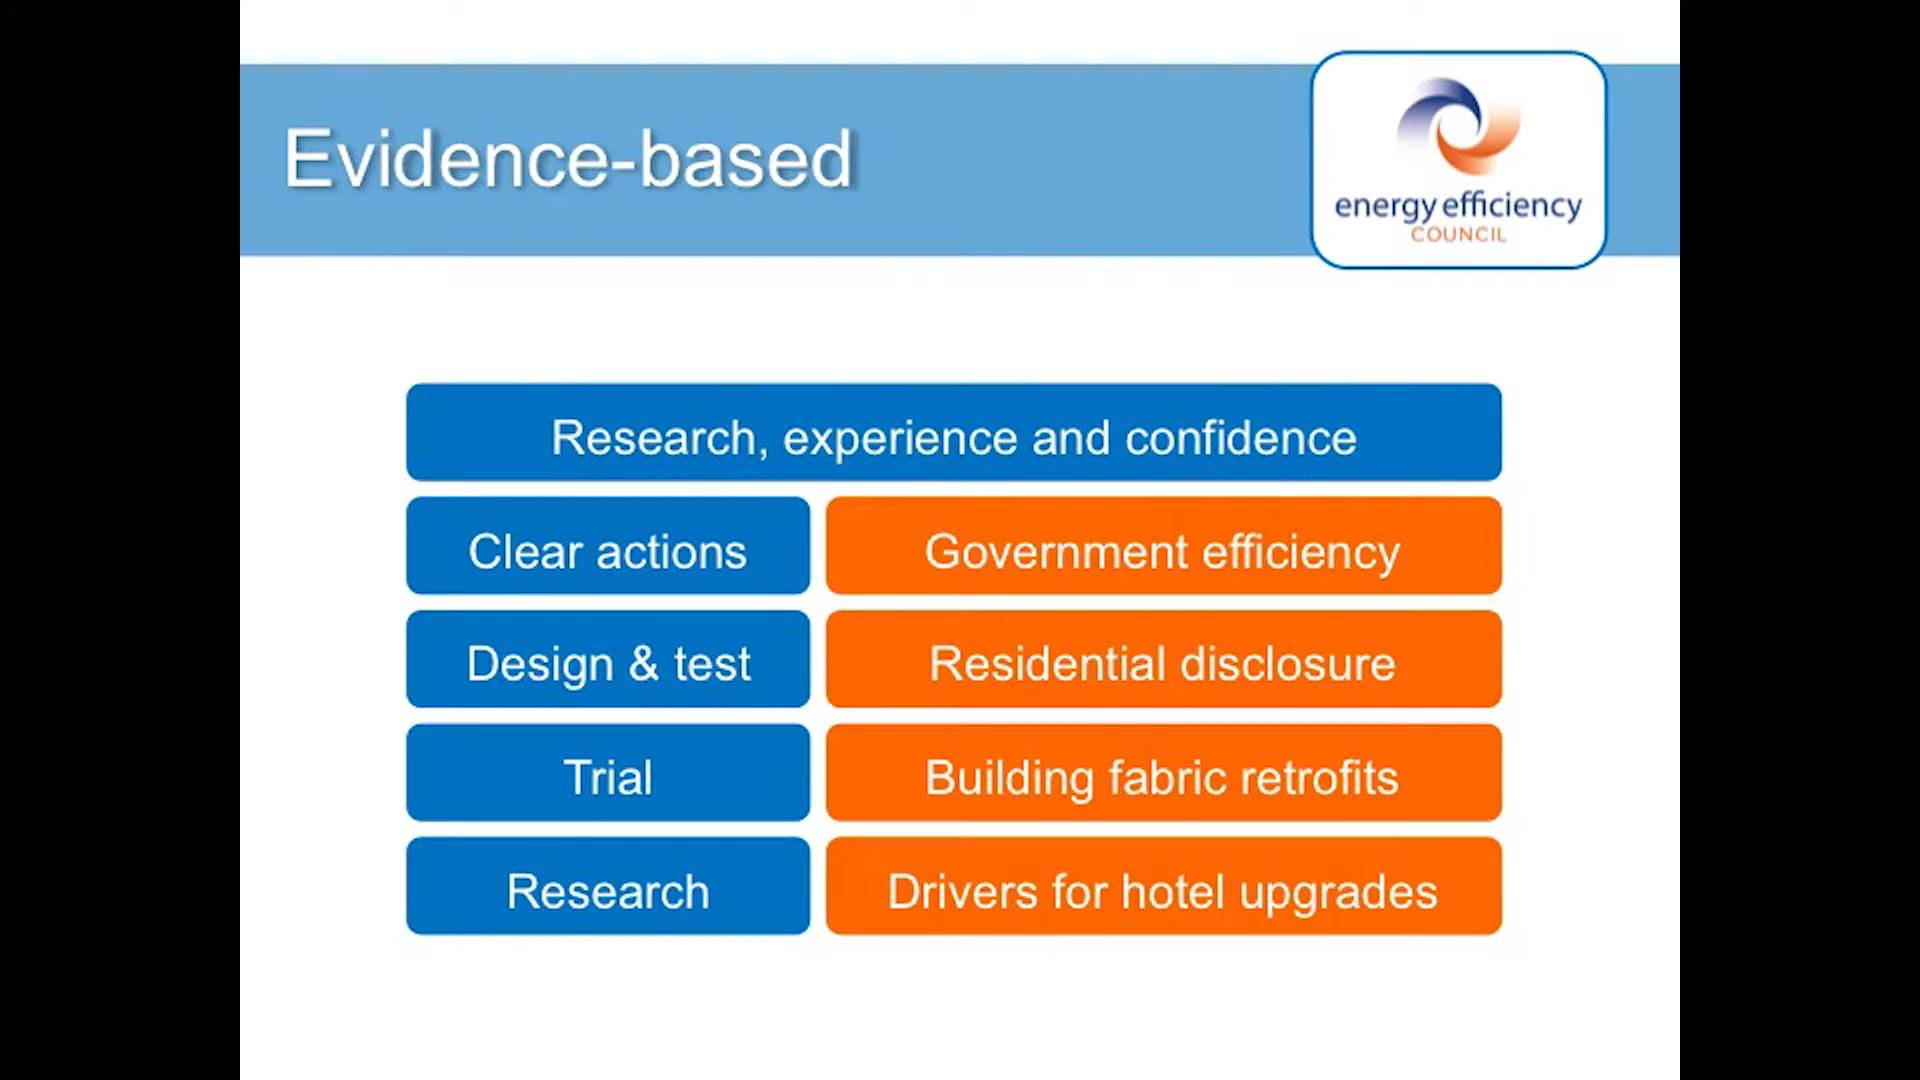 Evidence-based
energy efficiency
COUNCIL
Research, experience and confidence
Clear actions
Government efficiency
Design & test
Residential disclosure
Trial
Building fabric retrofits
Research
Drivers for hotel upgrades